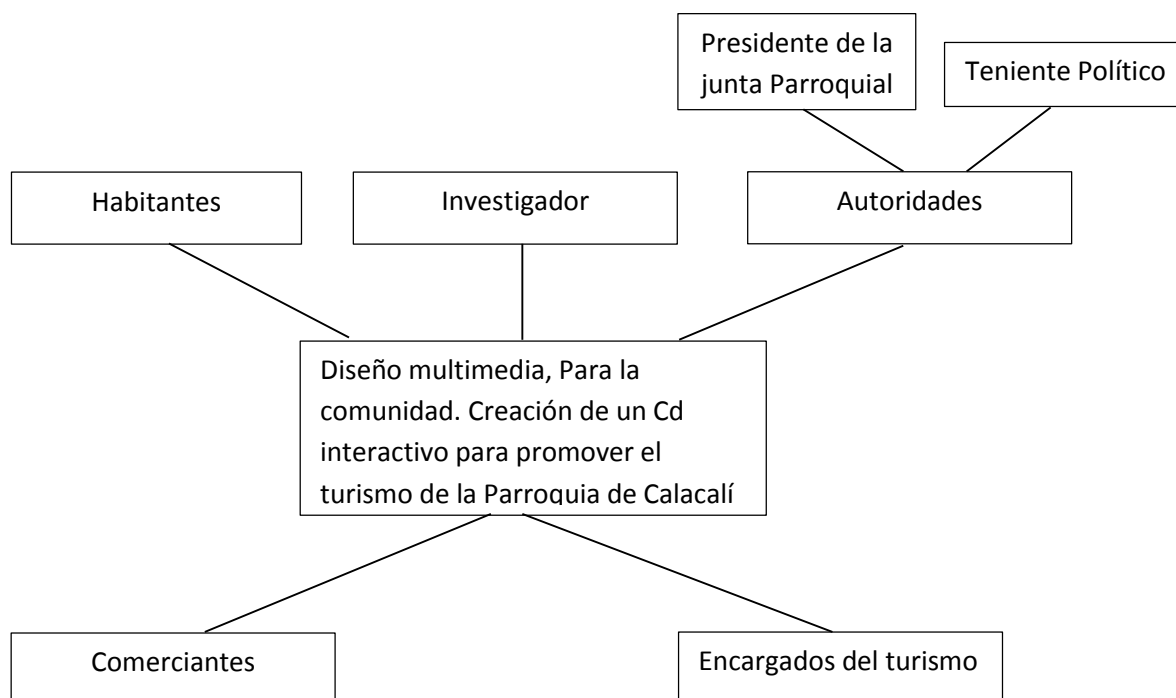 Presidente de la
junta Parroquial
Teniente Político
Habitantes
Investigador
Autoridades
Diseño multimedia, Para la
comunidad. Creación de un Cd
interactivo para promover el
turismo de la Parroquia de Calacalí
Comerciantes
Encargados del turismo